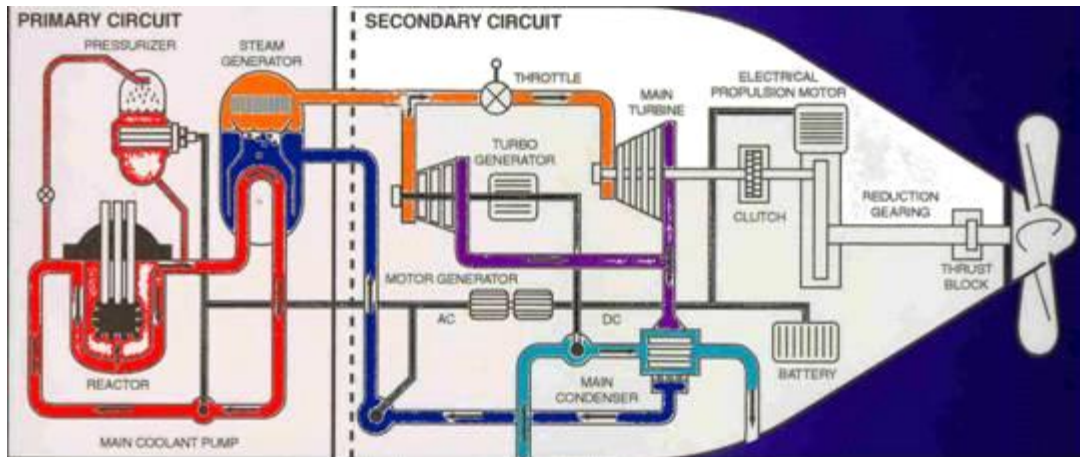 PRIMARY CIRCUIT
SECONDARY CIRCUIT
PRESSURIZER
STEAM
GENERATOR
THROTTLE
MAIN
TURBINE
ELECTRICAL
PROPULSION MOTOR
TURBO
GENERATOR
CLUTCH
REDUCTION
GEARING
THRUST
BLOCK
MOTOR GENERATOR
AC
DC
REACTOR
MAIN
CONDENSER
BATTERY
MAIN COOLANT PUMP